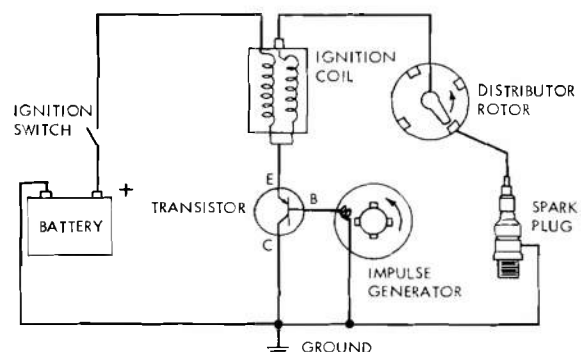 IGNITION
COIL
DISTRIBUTOR
ROTOR
IGNITION
SWITCH
+
BATTERY
TRANSISTOR
E
B
C
IMPULSE
GENERATOR
SPARK
PLUG
GROUND